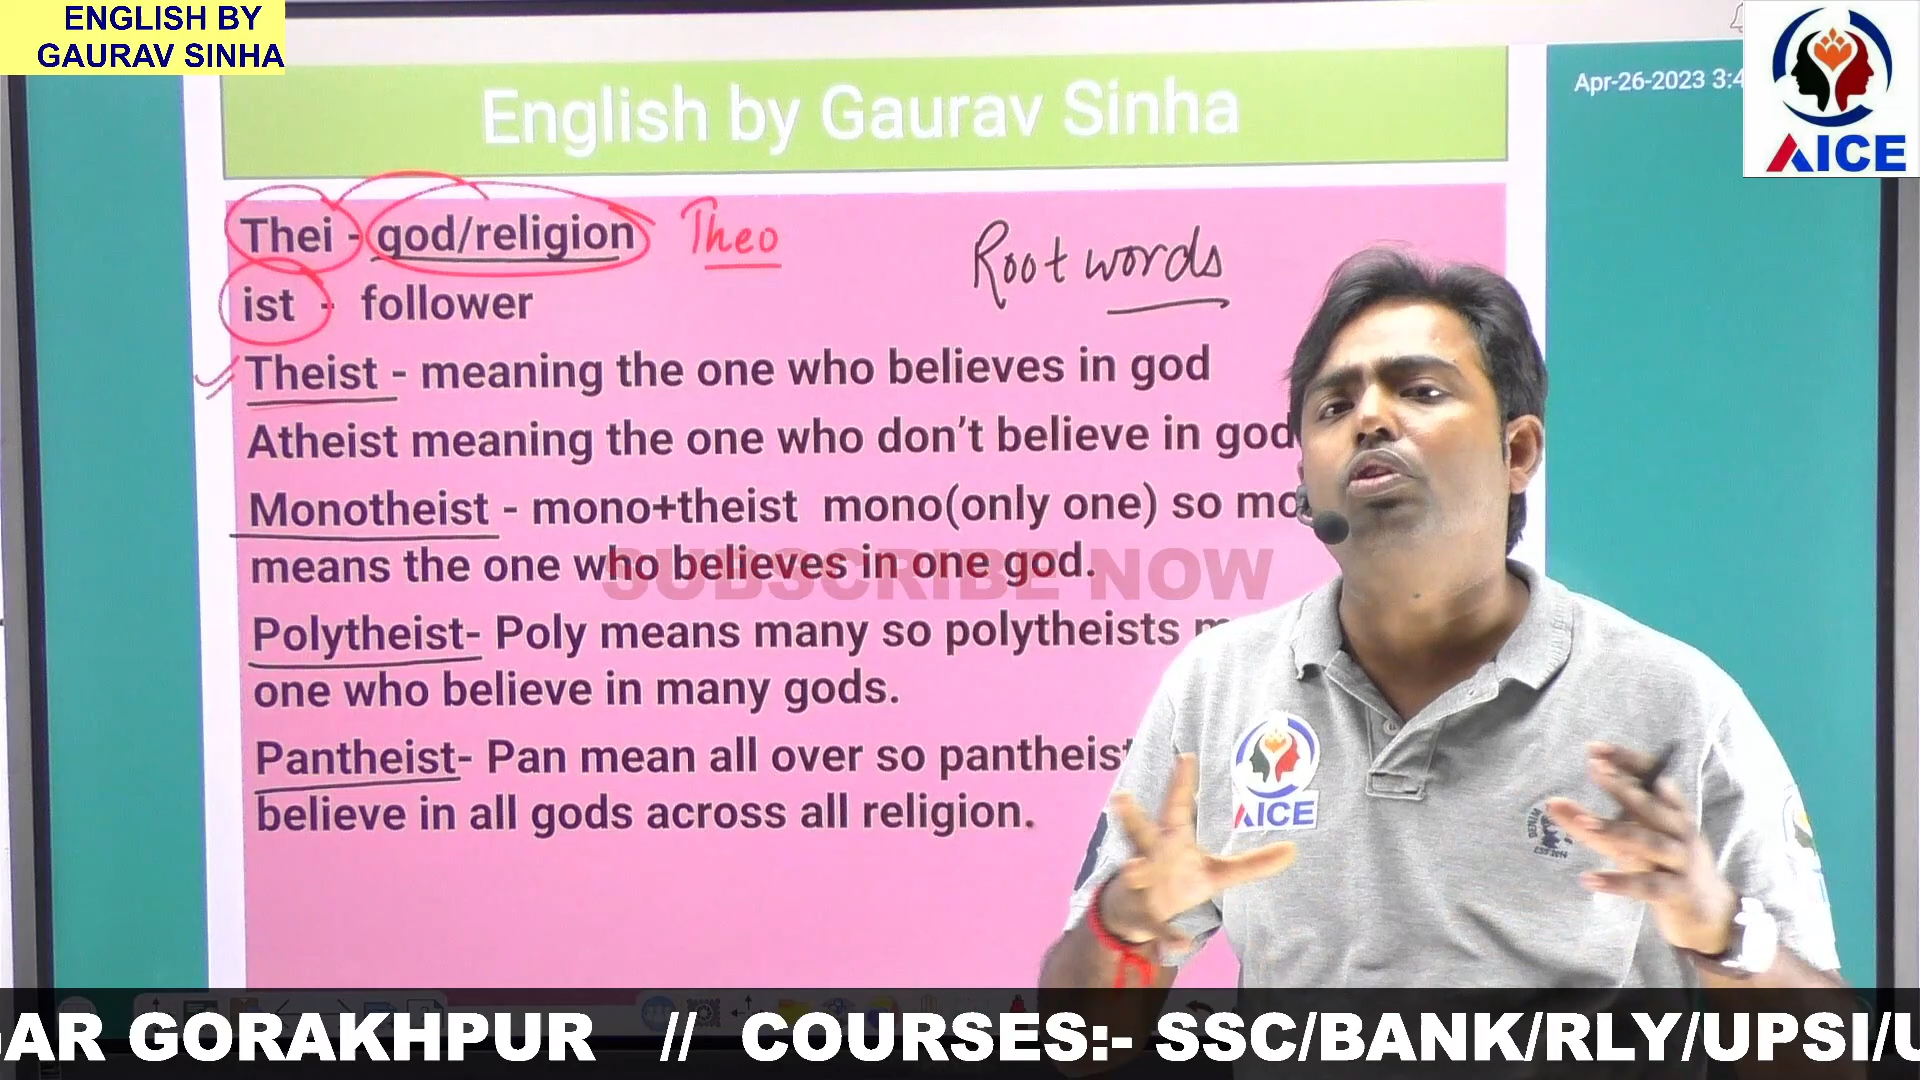 ENGLISH BY
GAURAV SINHA
English by Gaurav Sinha
Apr-26-2023 3:4
AICE
Thei - god/religion Theo
Root words
ist - follower
Theist - meaning the one who believes in god
Atheist meaning the one who don’t believe in god
Monotheist - mono+theist mono(only one) so mo
means the one who believes in one god.
SUBSCRIBE NOW
Polytheist- Poly means many so polytheists m
one who believe in many gods.
Pantheist- Pan mean all over so pantheist
believe in all gods across all religion.
AICE
GAR GORAKHPUR // COURSES:- SSC/BANK/RLY/UPSI/U